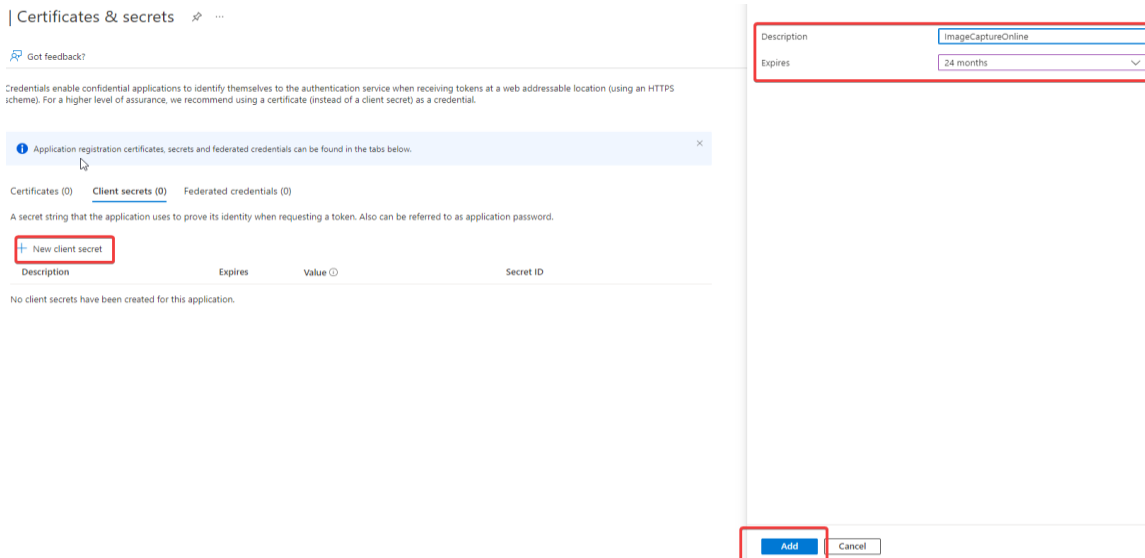 | Certificates & secrets
Got feedback?
Credentials enable confidential applications to identify themselves to the authentication service when receiving tokens at a web addressable location (using an HTTPS
scheme). For a higher level of assurance, we recommend using a certificate (instead of a client secret) as a credential.
Application registration certificates, secrets and federated credentials can be found in the tabs below.
Certificates (0) Client secrets (0) Federated credentials (0)
A secret string that the application uses to prove its identity when requesting a token. Also can be referred to as application password.
New client secret
Description Expires Value Secret ID
No client secrets have been created for this application.
Description ImageCaptureOnline
Expires 24 months
Add Cancel